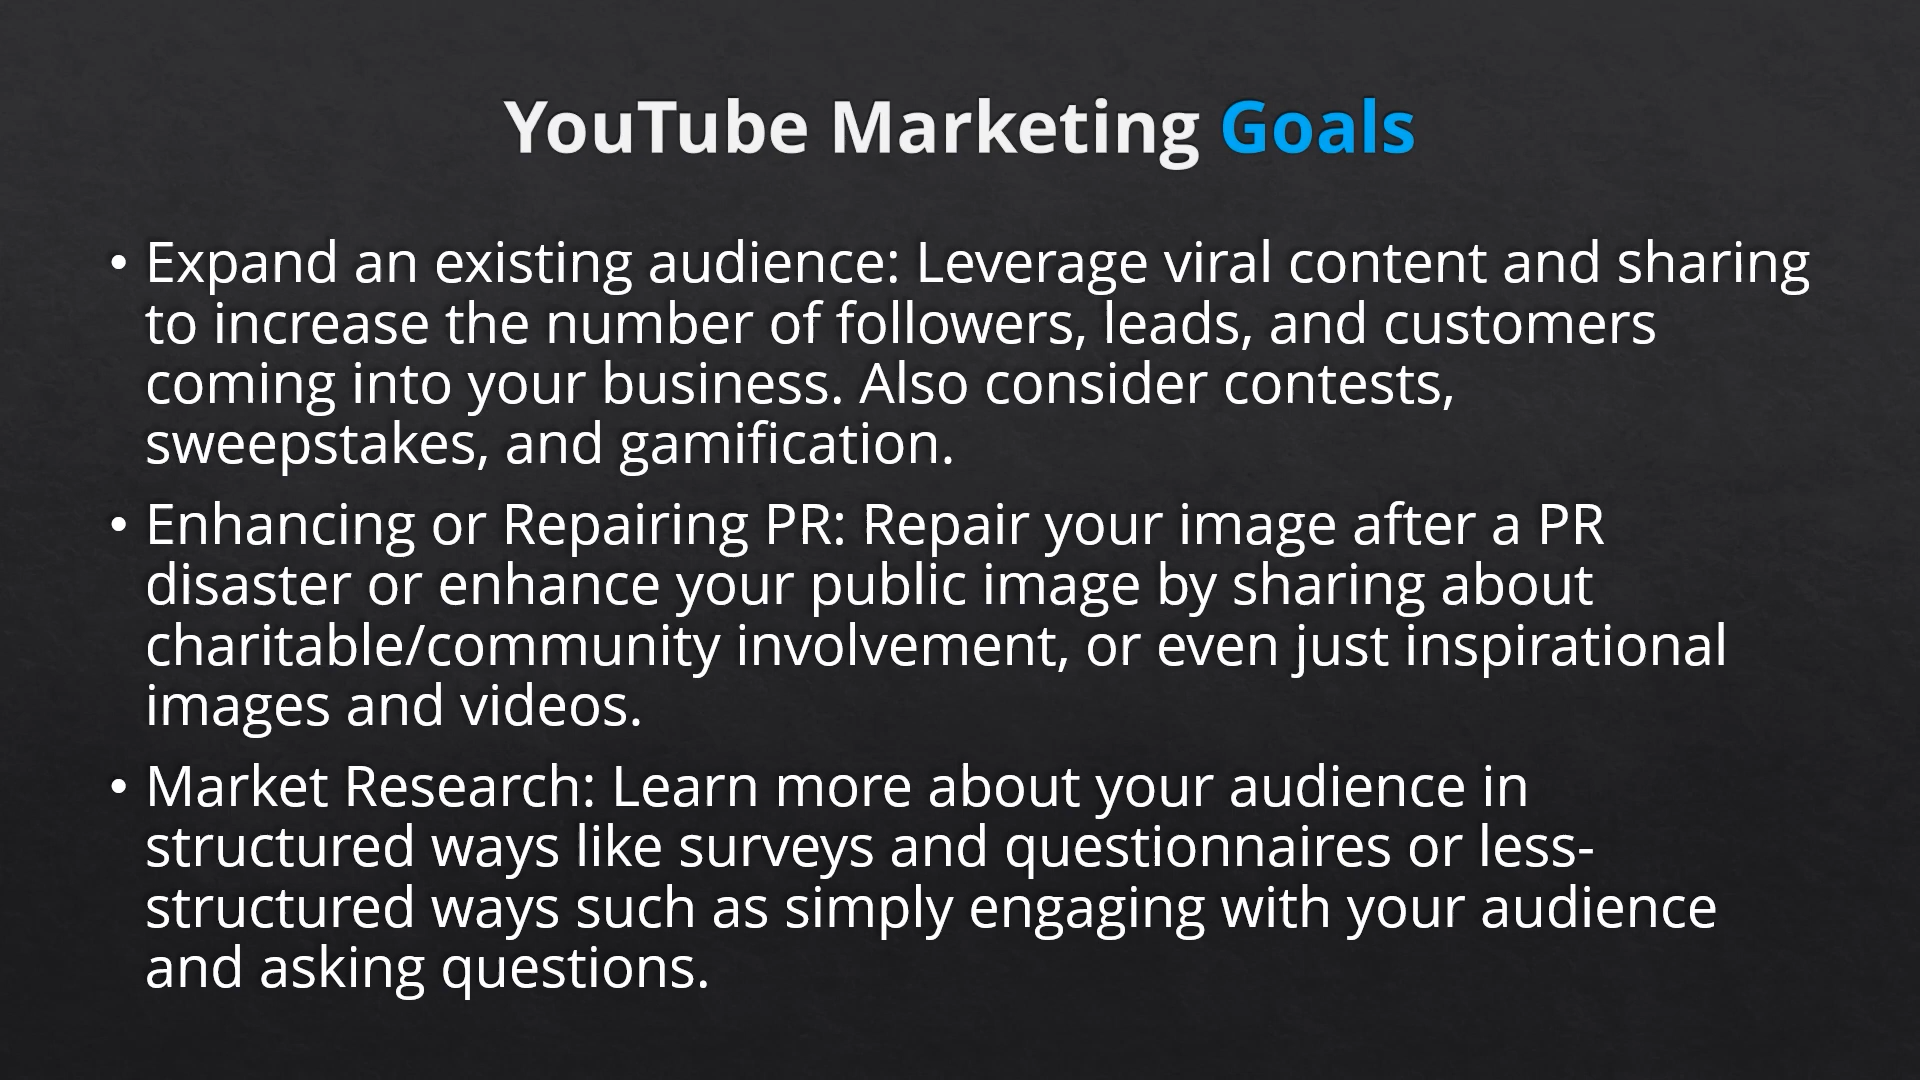 YouTube Marketing Goals
• Expand an existing audience: Leverage viral content and sharing
to increase the number of followers, leads, and customers
coming into your business. Also consider contests,
sweepstakes, and gamification.
• Enhancing or Repairing PR: Repair your image after a PR
disaster or enhance your public image by sharing about
charitable/community involvement, or even just inspirational
images and videos.
• Market Research: Learn more about your audience in
structured ways like surveys and questionnaires or less-
structured ways such as simply engaging with your audience
and asking questions.